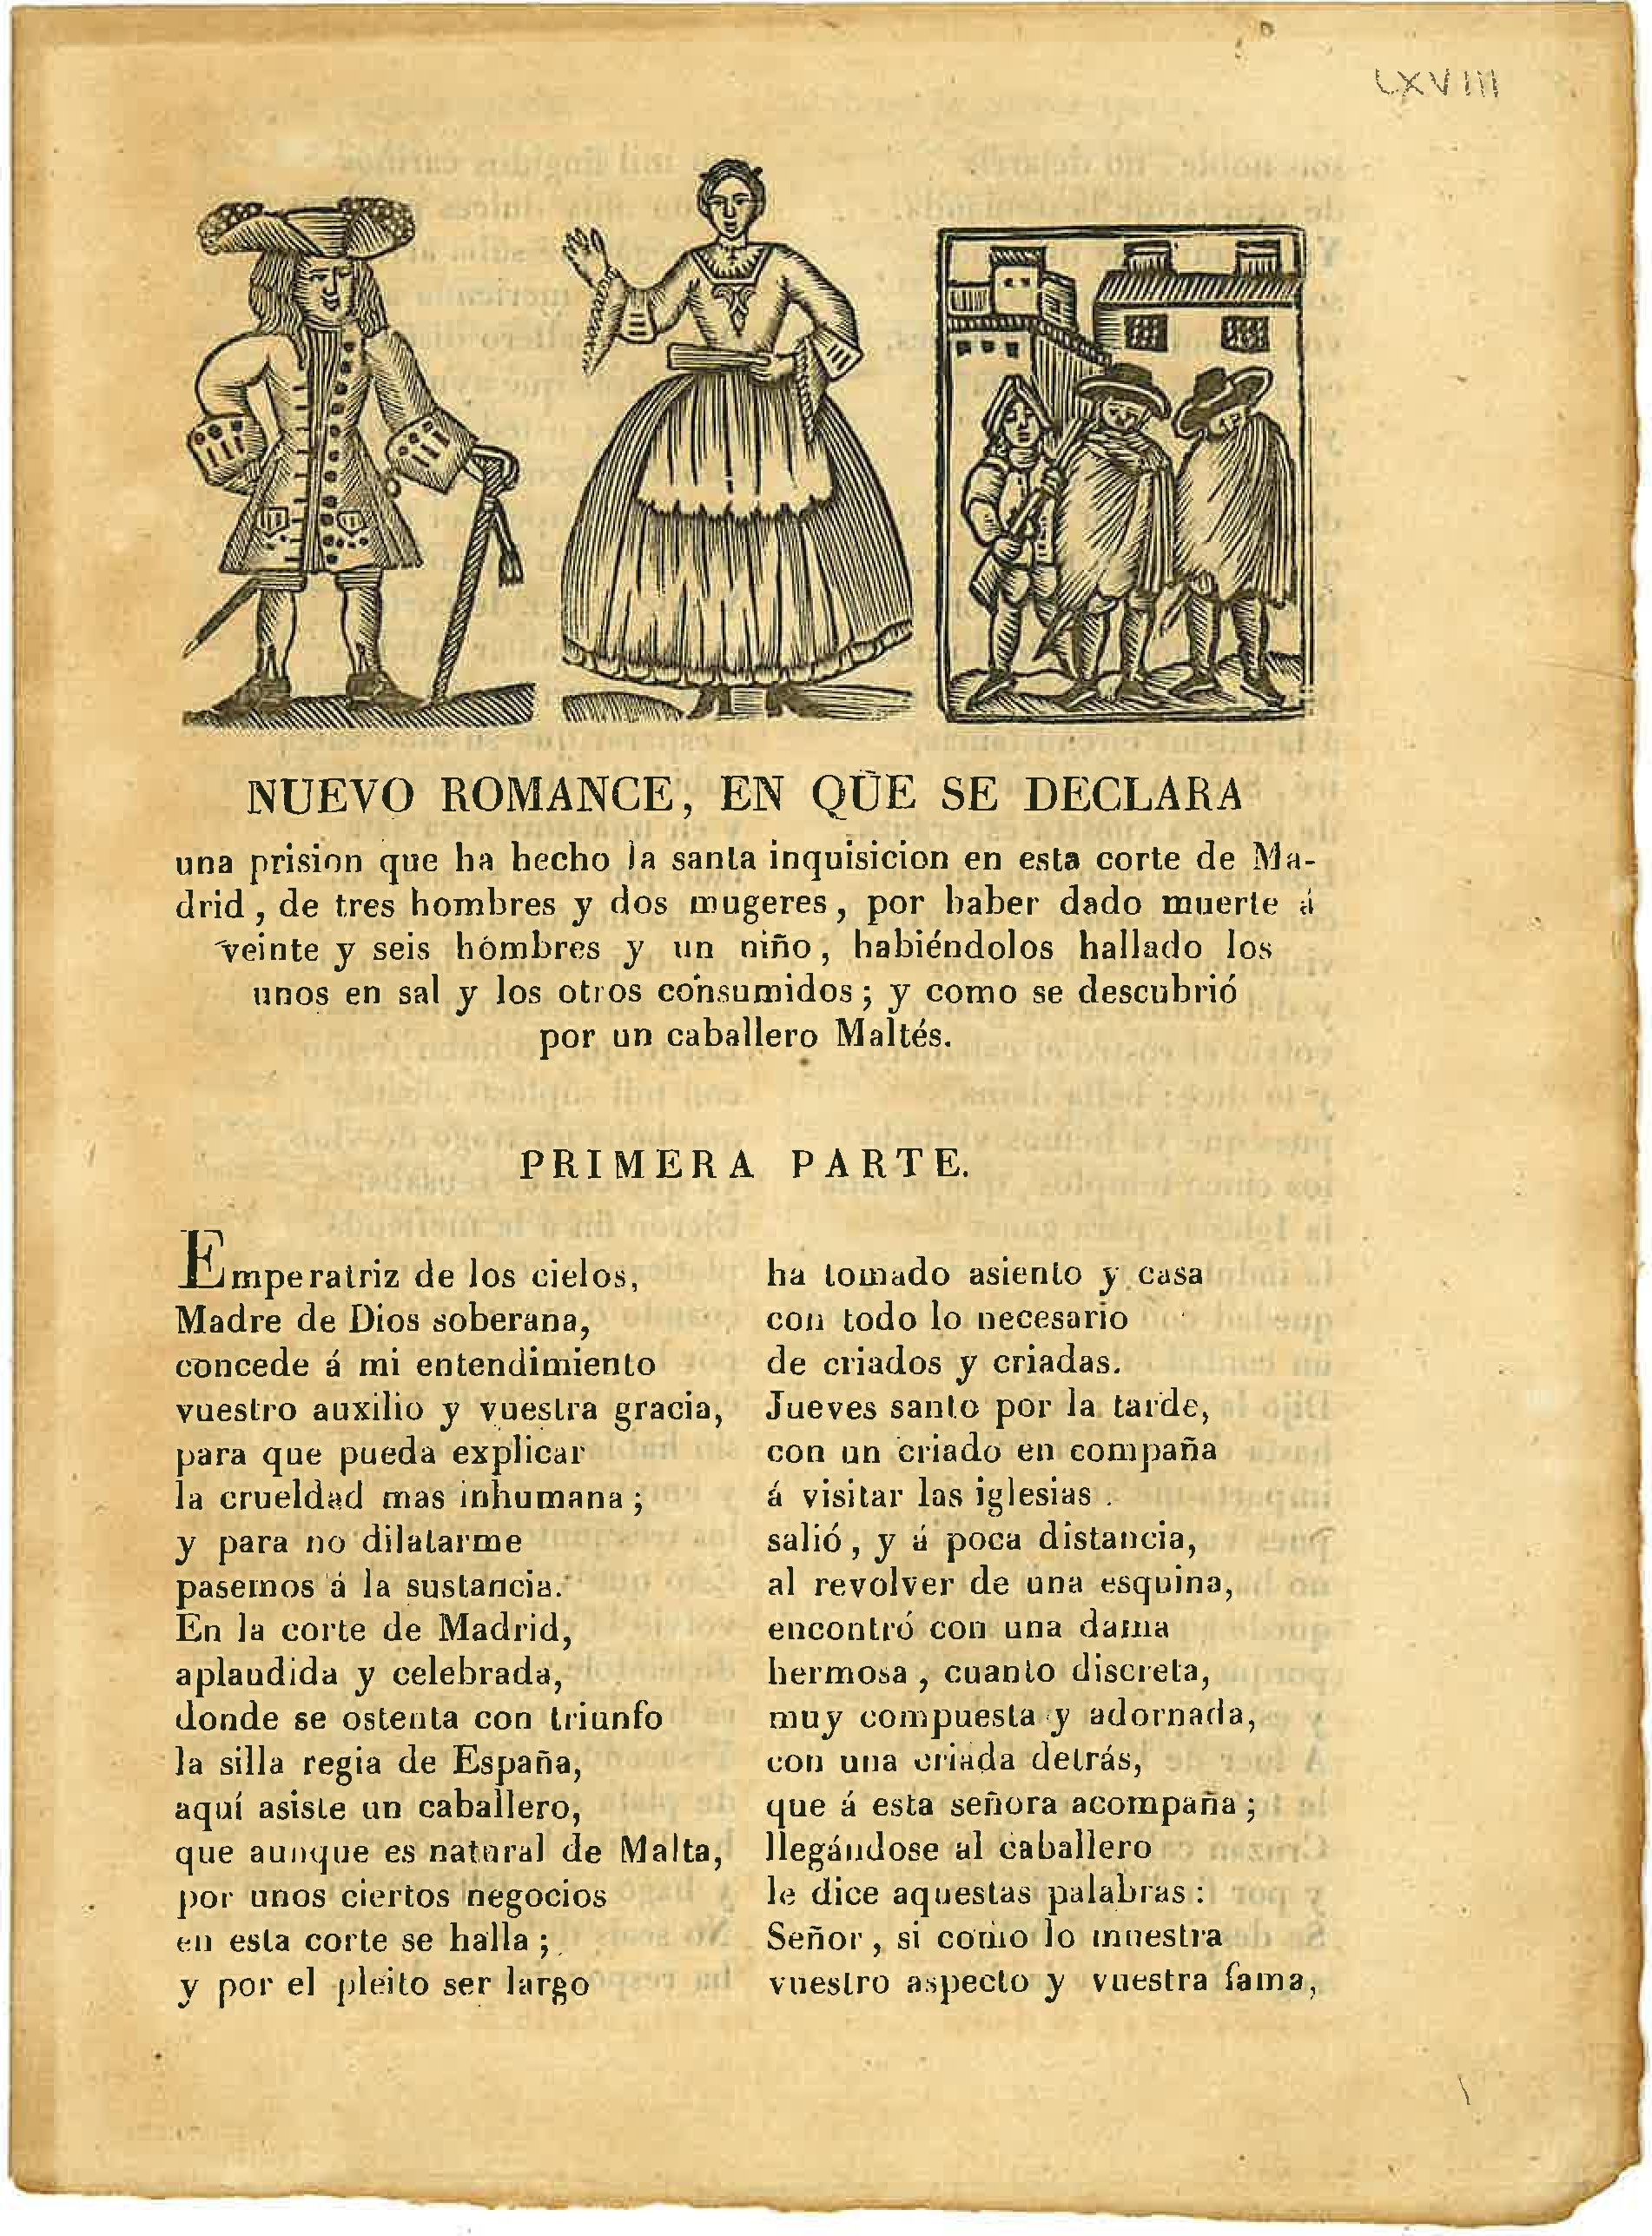 LXVIII
NUEVO ROMANCE, EN QUE SE DECLARA
una prision que ha hecho la santa inquisicion en esta corte de Ma-
drid, de tres hombres y dos mugeres, por haber dado muerte á
veinte y seis hombres y un niño, habiéndolos hallado los
unos en sal y los otros consumidos; y como se descubrió
por un caballero Maltés.
PRIMERA PARTE.
Emperatriz de los cielos,
Madre de Dios soberana,
concede á mi entendimiento
vuestro auxilio y vuestra gracia,
para que pueda explicar
la crueldad mas inhumana;
y para no dilatarme
pasemos á la sustancia.
En la corte de Madrid,
aplaudida y celebrada,
donde se ostenta con triunfo
la silla regia de España,
aquí asiste un caballero,
que aunque es natural de Malta,
por unos ciertos negocios
en esta corte se halla;
y por el pleito ser largo
ha tomado asiento y casa
con todo lo necesario
de criados y criadas.
Jueves santo por la tarde,
con un criado en compaña
á visitar las iglesias
salió, y á poca distancia,
al revolver de una esquina,
encontró con una dama
hermosa, cuanto discreta,
muy compuesta y adornada,
con una criada detrás,
que á esta señora acompaña;
llegándose al caballero
le dice aquestas palabras:
Señor, si como lo muestra
vuestro aspecto y vuestra fama,